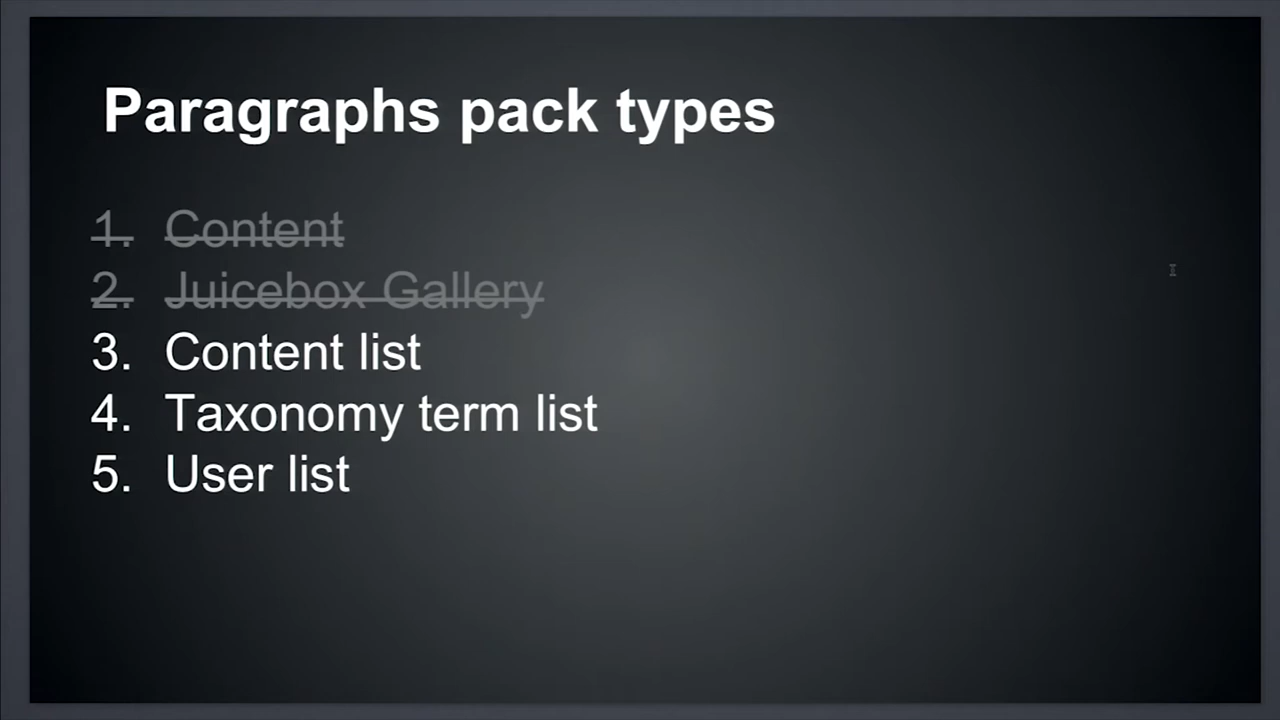 Paragraphs pack types
1. Content
2. Juicebox Gallery
3. Content list
4. Taxonomy term list
5. User list